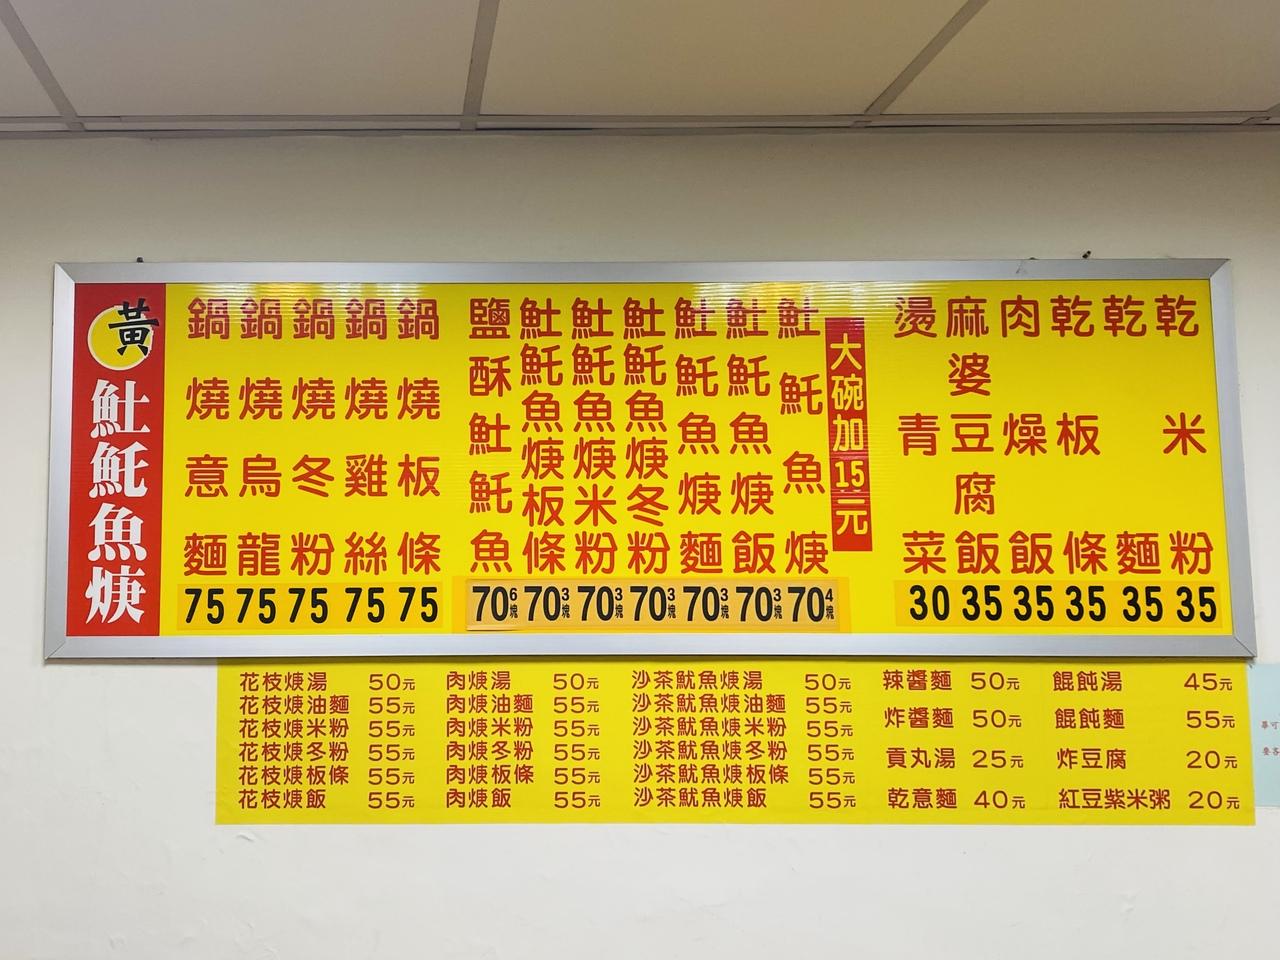 黃
𩵚魠魚焿
鍋燒意麵
75
鍋燒烏龍
75
鍋燒冬粉
75
鍋燒雞絲
75
鍋燒板條
75
鹽酥𩵚魠魚
70 6塊
𩵚魠魚焿板條
70 3塊
𩵚魠魚焿米粉
70 3塊
𩵚魠魚焿冬粉
70 3塊
𩵚魠魚焿麵
70 3塊
𩵚魠魚焿飯
70 3塊
𩵚魠魚焿
70 4塊
大碗加15元
燙青菜
30
麻婆豆腐飯
35
肉燥飯
35
乾板條
35
乾麵
35
乾米粉
35
花枝焿湯 50元
花枝焿油麵 55元
花枝焿米粉 55元
花枝焿冬粉 55元
花枝焿板條 55元
花枝焿飯 55元
肉焿湯 50元
肉焿油麵 55元
肉焿米粉 55元
肉焿冬粉 55元
肉焿板條 55元
肉焿飯 55元
沙茶魷魚焿湯 50元
沙茶魷魚焿油麵 55元
沙茶魷魚焿米粉 55元
沙茶魷魚焿冬粉 55元
沙茶魷魚焿板條 55元
沙茶魷魚焿飯 55元
辣醬麵 50元
炸醬麵 50元
貢丸湯 25元
乾意麵 40元
餛飩湯 45元
餛飩麵 55元
炸豆腐 20元
紅豆紫米粥 20元